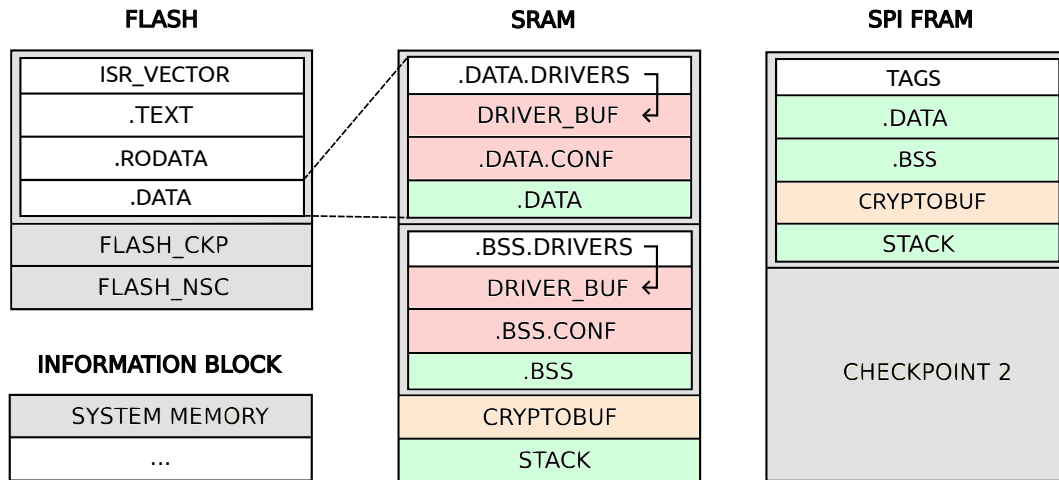 FLASH
ISR_VECTOR
.TEXT
.RODATA
.DATA
FLASH_CKP
FLASH_NSC
INFORMATION BLOCK
SYSTEM MEMORY
...
SRAM
.DATA.DRIVERS
DRIVER_BUF
.DATA.CONF
.DATA
.BSS.DRIVERS
DRIVER_BUF
.BSS.CONF
.BSS
CRYPTOBUF
STACK
SPI FRAM
TAGS
.DATA
.BSS
CRYPTOBUF
STACK
CHECKPOINT 2